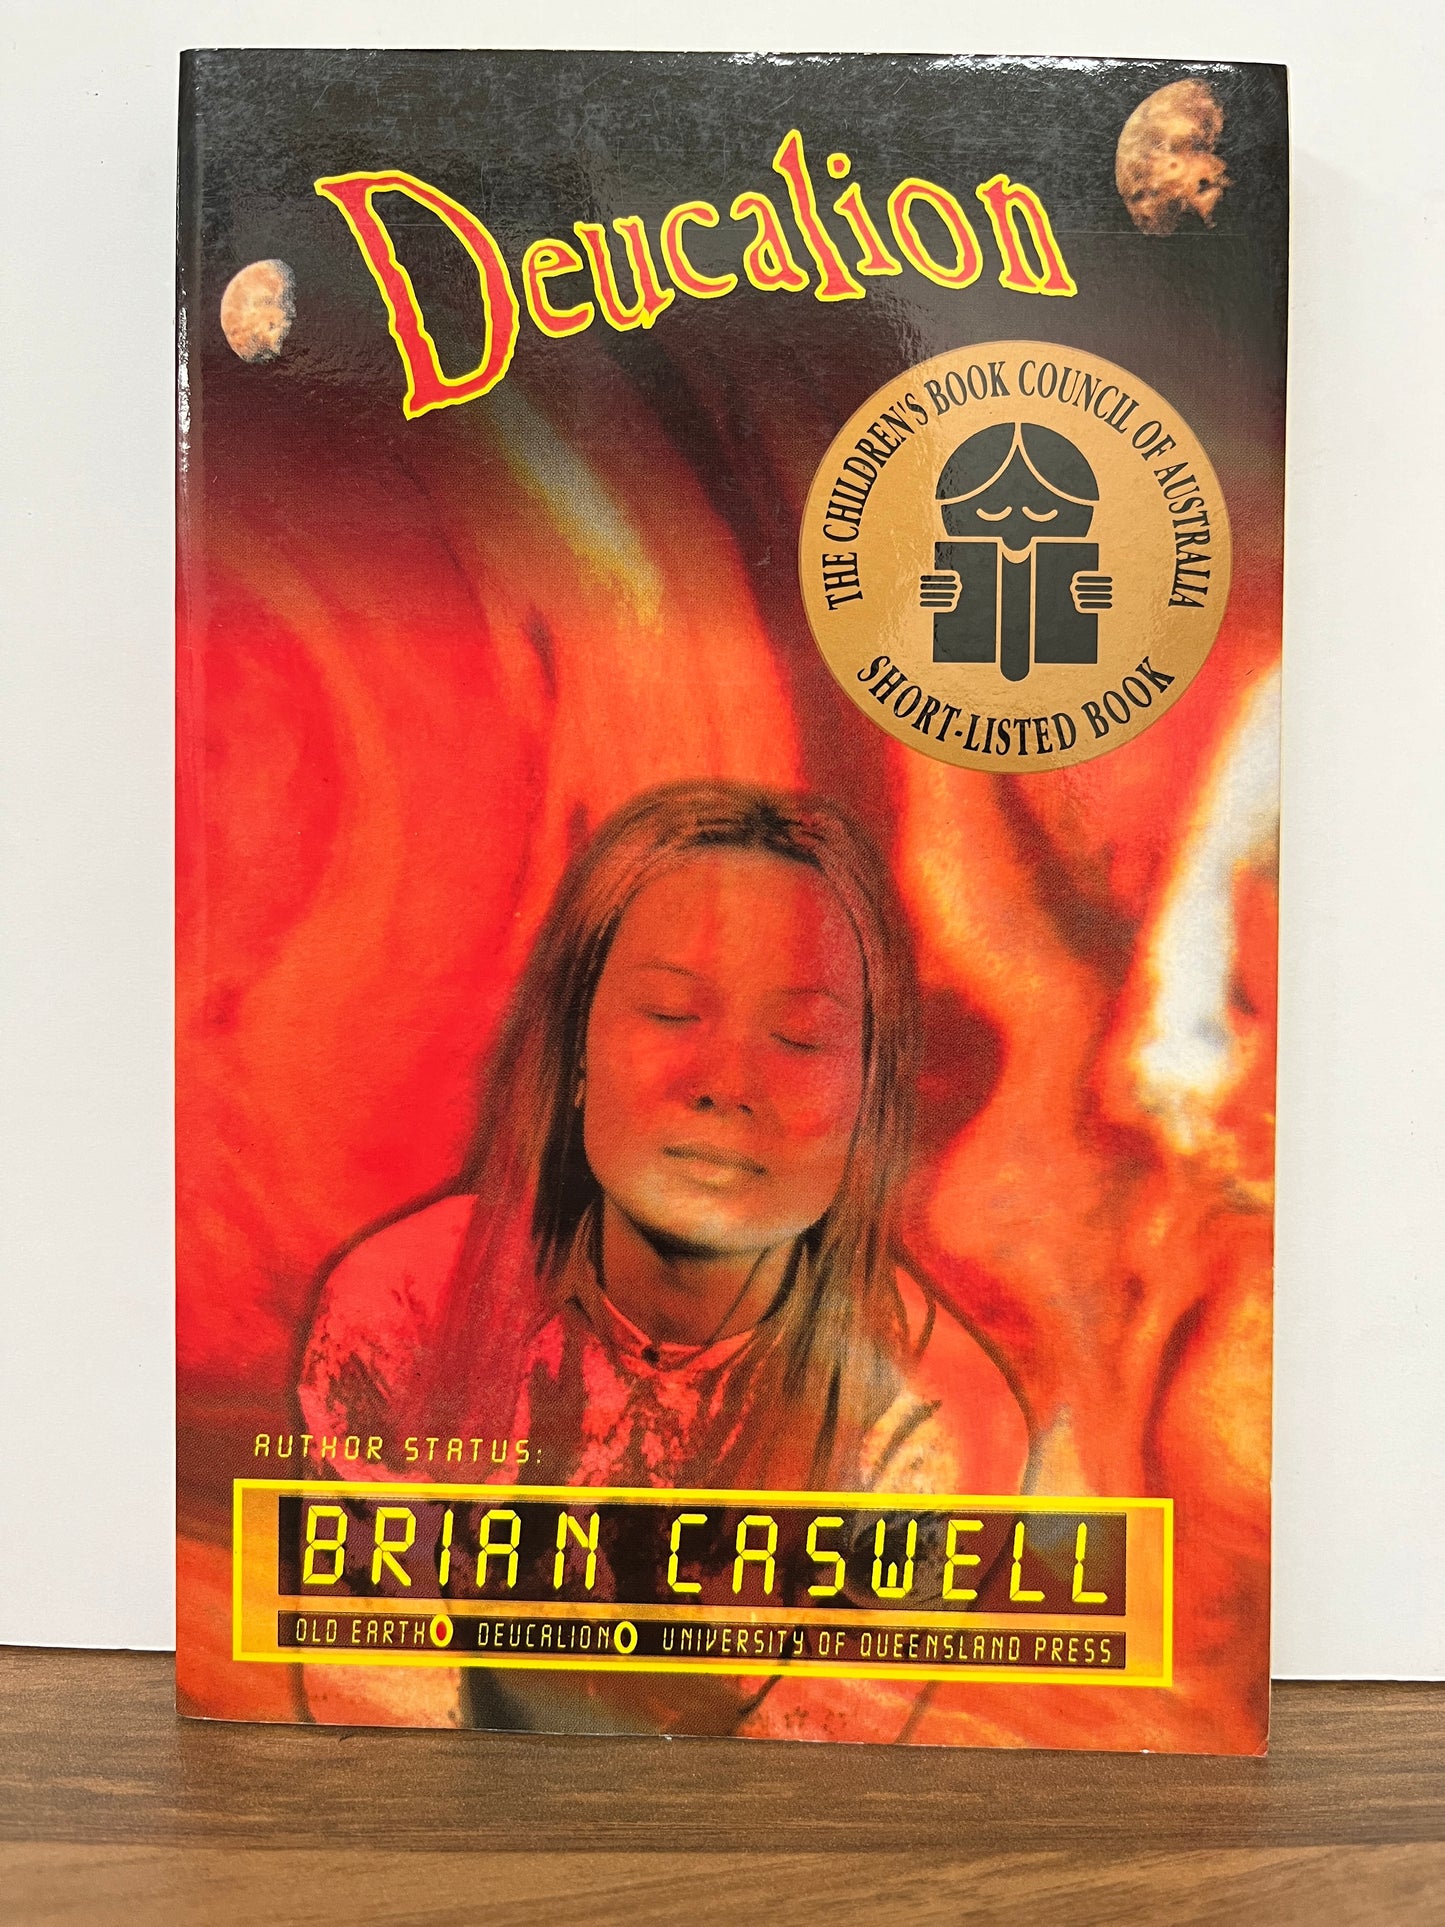 Deucalion
THE CHILDREN'S BOOK COUNCIL OF AUSTRALIA
SHORT-LISTED BOOK
AUTHOR STATUS:
BRIAN CASWELL
OLD EARTH DEUCALION UNIVERSITY OF QUEENSLAND PRESS